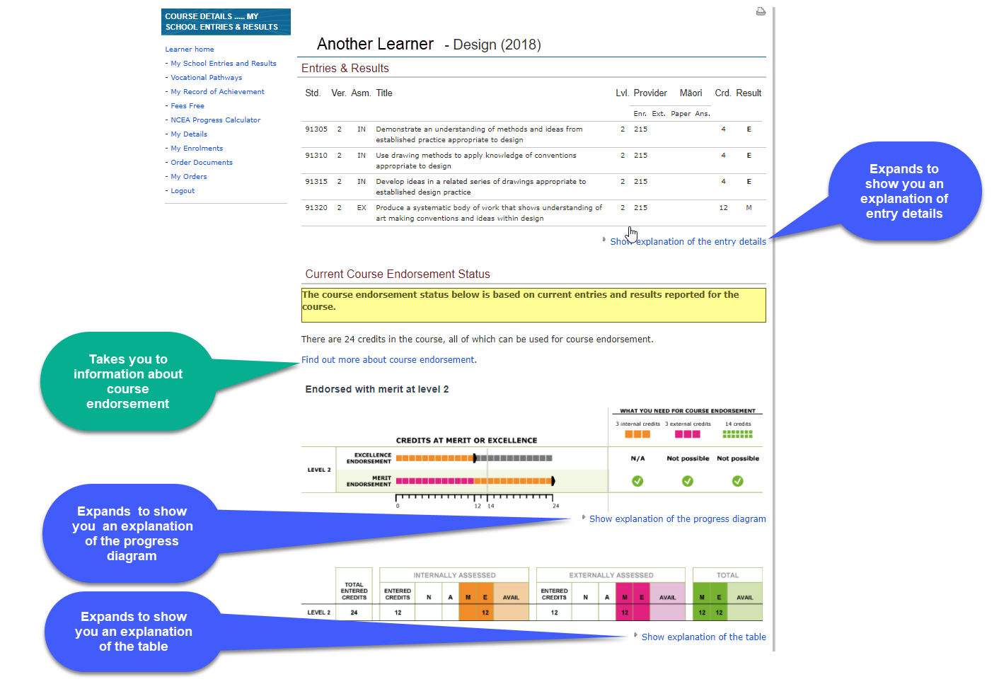 COURSE DETAILS ..... MY
SCHOOL ENTRIES & RESULTS
Learner home
- My School Entries and Results
- Vocational Pathways
- My Record of Achievement
- Fees Free
- NCEA Progress Calculator
- My Details
- My Enrolments
- Order Documents
- My Orders
- Logout
Another Learner - Design (2018)
Entries & Results
Std. Ver. Asm. Title Lvl. Provider Māori Crd. Result
Enr. Ext. Paper Ans.
91305 2 IN Demonstrate an understanding of methods and ideas from 2 215 4 E
established practice appropriate to design
91310 2 IN Use drawing methods to apply knowledge of conventions 2 215 4 E
appropriate to design
91315 2 IN Develop ideas in a related series of drawings appropriate to 2 215 4 E
established design practice
91320 2 EX Produce a systematic body of work that shows understanding of 2 215 12 M
art making conventions and ideas within design
Show explanation of the entry details
Expands to
show you an
explanation of
entry details
Current Course Endorsement Status
The course endorsement status below is based on current entries and results reported for the
course.
There are 24 credits in the course, all of which can be used for course endorsement.
Find out more about course endorsement.
Takes you to
information about
course
endorsement
Endorsed with merit at level 2
WHAT YOU NEED FOR COURSE ENDORSEMENT
3 internal credits 3 external credits 14 credits
CREDITS AT MERIT OR EXCELLENCE
LEVEL 2
EXCELLENCE
ENDORSEMENT
N/A Not possible Not possible
MERIT
ENDORSEMENT
0 12 14 24
Show explanation of the progress diagram
Expands to show
you an explanation
of the progress
diagram
INTERNALLY ASSESSED EXTERNALLY ASSESSED TOTAL
TOTAL
ENTERED
CREDITS
ENTERED
CREDITS
N A M E AVAIL
ENTERED
CREDITS
N A M E AVAIL
M E AVAIL
LEVEL 2 24 12 12 12 12 12 12
Show explanation of the table
Expands to show
you an explanation
of the table